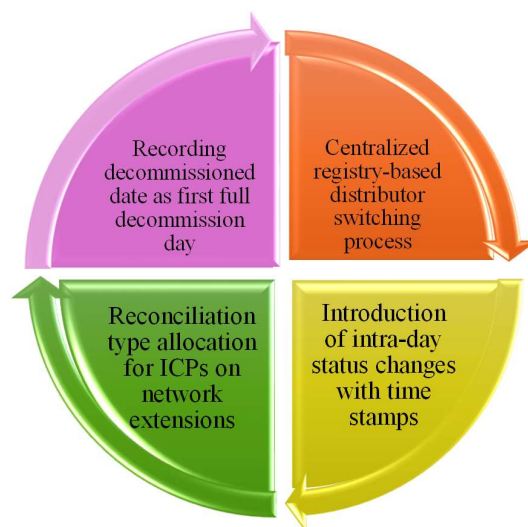 Recording
decommissioned
date as first full
decommission
day
Centralized
registry-based
distributor
switching
process
Reconciliation
type allocation
for ICPs on
network
extensions
Introduction
of intra-day
status changes
with time
stamps